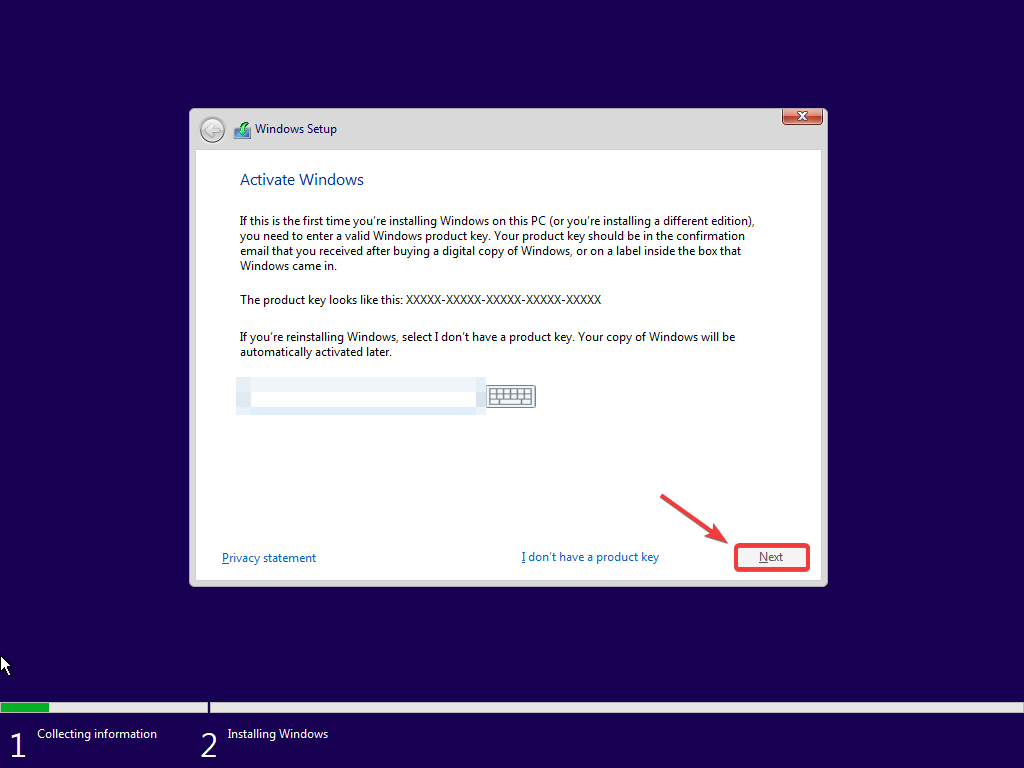 Windows Setup
Activate Windows
If this is the first time you're installing Windows on this PC (or you're installing a different edition),
you need to enter a valid Windows product key. Your product key should be in the confirmation
email that you received after buying a digital copy of Windows, or on a label inside the box that
Windows came in.
The product key looks like this: XXXXX-XXXXX-XXXXX-XXXXX-XXXXX
If you're reinstalling Windows, select I don't have a product key. Your copy of Windows will be
automatically activated later.
Privacy statement
I don't have a product key
Next
1 Collecting information
2 Installing Windows